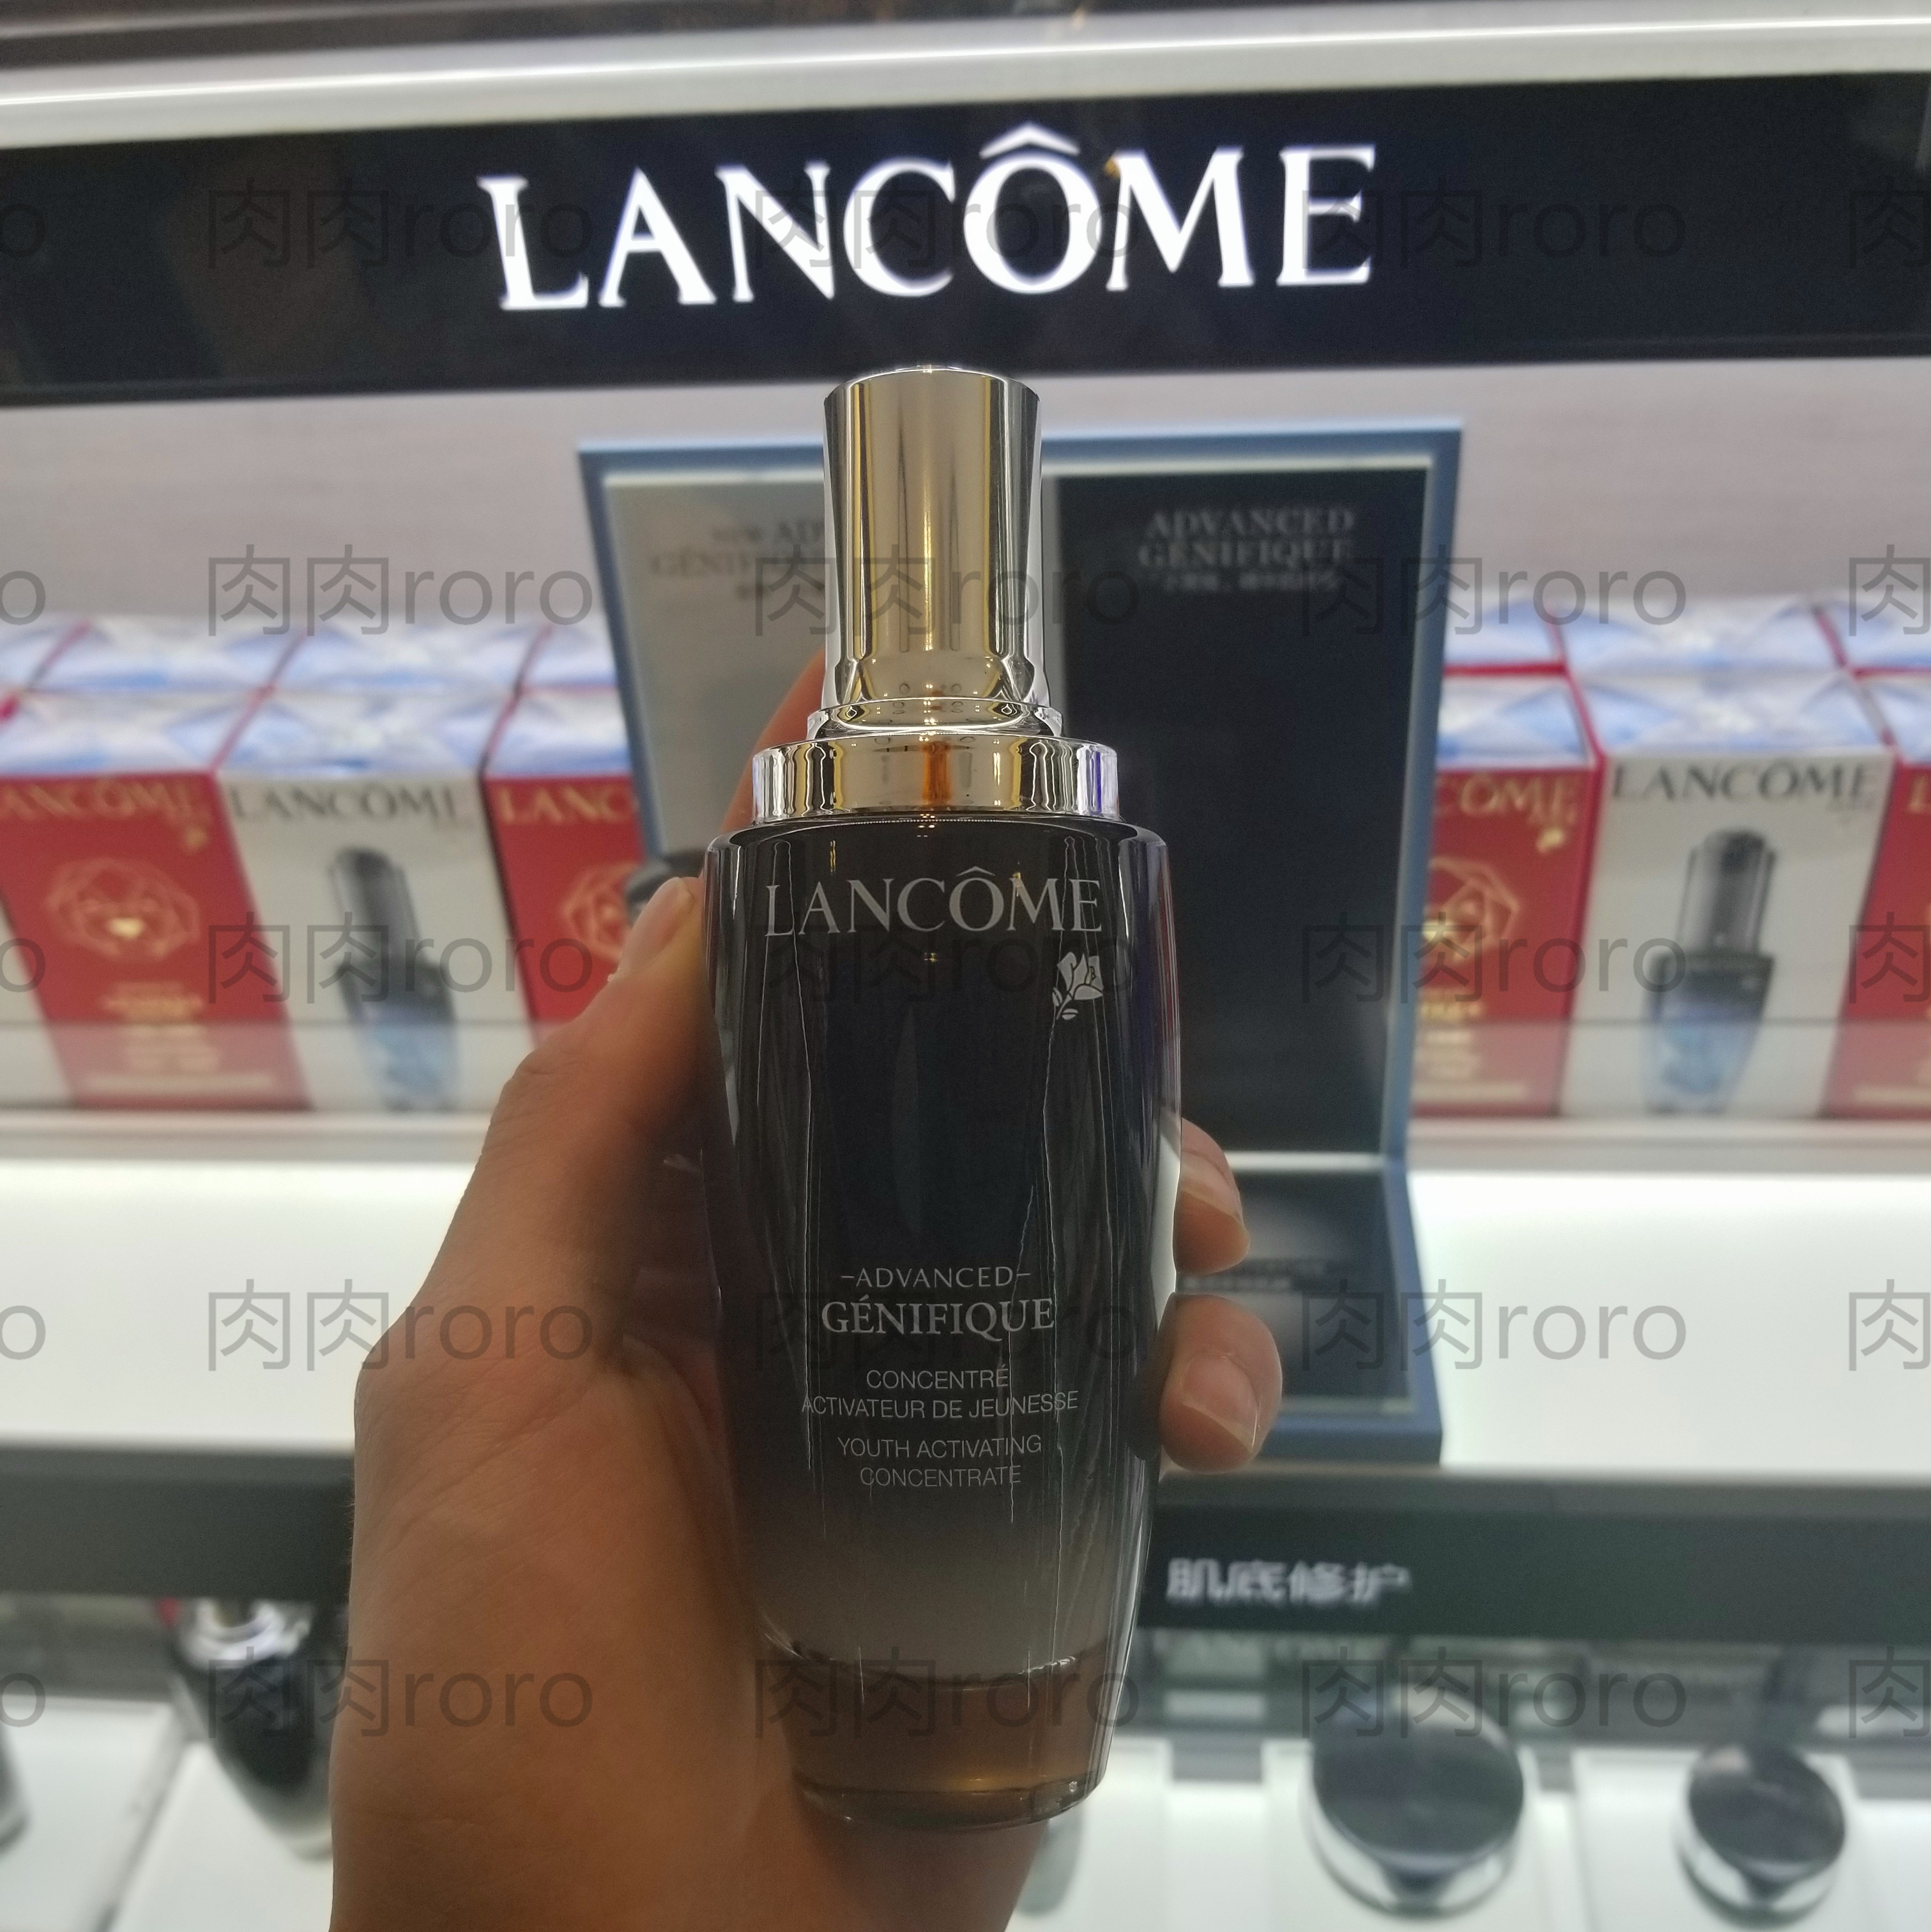 LANCÔME
ADVANCED
GÉNIFIQUE
LANCÔME
LANCÔME
LANCÔME
-ADVANCED-
GÉNIFIQUE
CONCENTRÉ
ACTIVATEUR DE JEUNESSE
YOUTH ACTIVATING
CONCENTRATE
肌底修护
肉肉roro